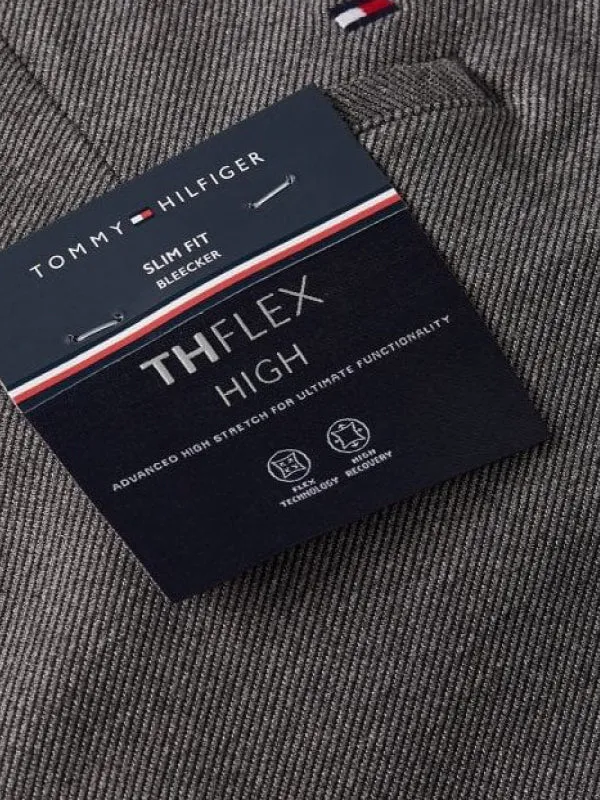 TOMMY HILFIGER
SLIM FIT
BLEECKER
THFLEX
HIGH
ADVANCED HIGH STRETCH FOR ULTIMATE FUNCTIONALITY
FLEX
TECHNOLOGY
HIGH
RECOVERY